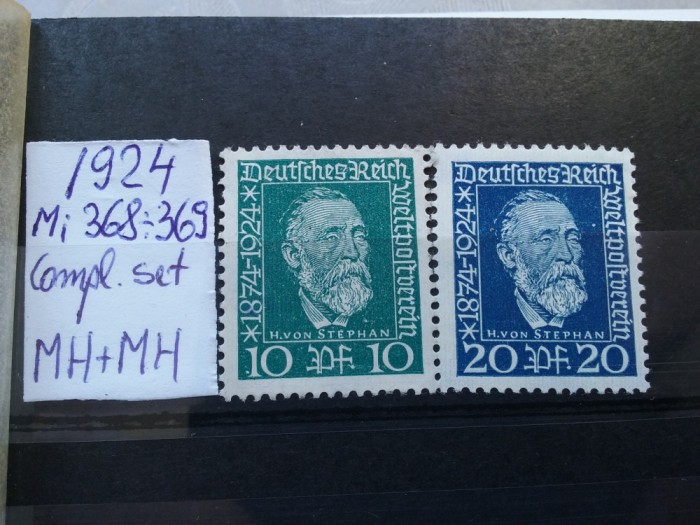 1924
Mi 368÷369
Compl. set
MH+MH
Deutsches Reich
Weltpostverein
*1874-1924*
H. VON STEPHAN
10 Pf 10
Deutsches Reich
Weltpostverein
*1874-1924*
H. VON STEPHAN
20 Pf 20